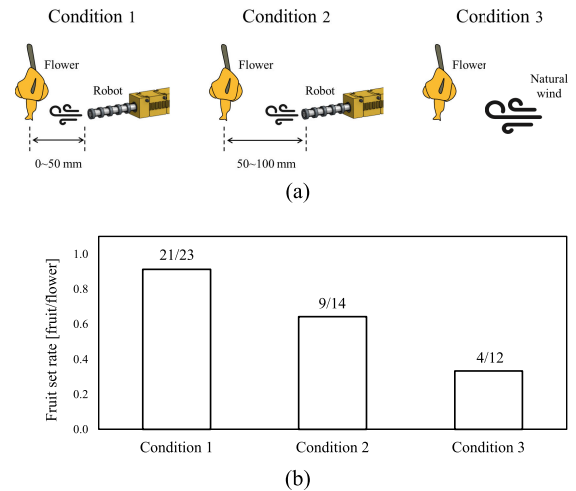 Condition 1
Condition 2
Condition 3
Flower
Robot
0~50 mm
Flower
Robot
50~100 mm
Flower
Natural
wind
(a)
Fruit set rate [fruit/flower]
1.0
0.8
0.6
0.4
0.2
0.0
21/23
9/14
4/12
Condition 1
Condition 2
Condition 3
(b)